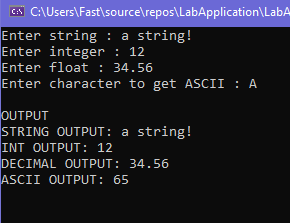 C:\Users\Fast\source\repos\LabApplication\LabA
Enter string : a string!
Enter integer : 12
Enter float : 34.56
Enter character to get ASCII : A
OUTPUT
STRING OUTPUT: a string!
INT OUTPUT: 12
DECIMAL OUTPUT: 34.56
ASCII OUTPUT: 65